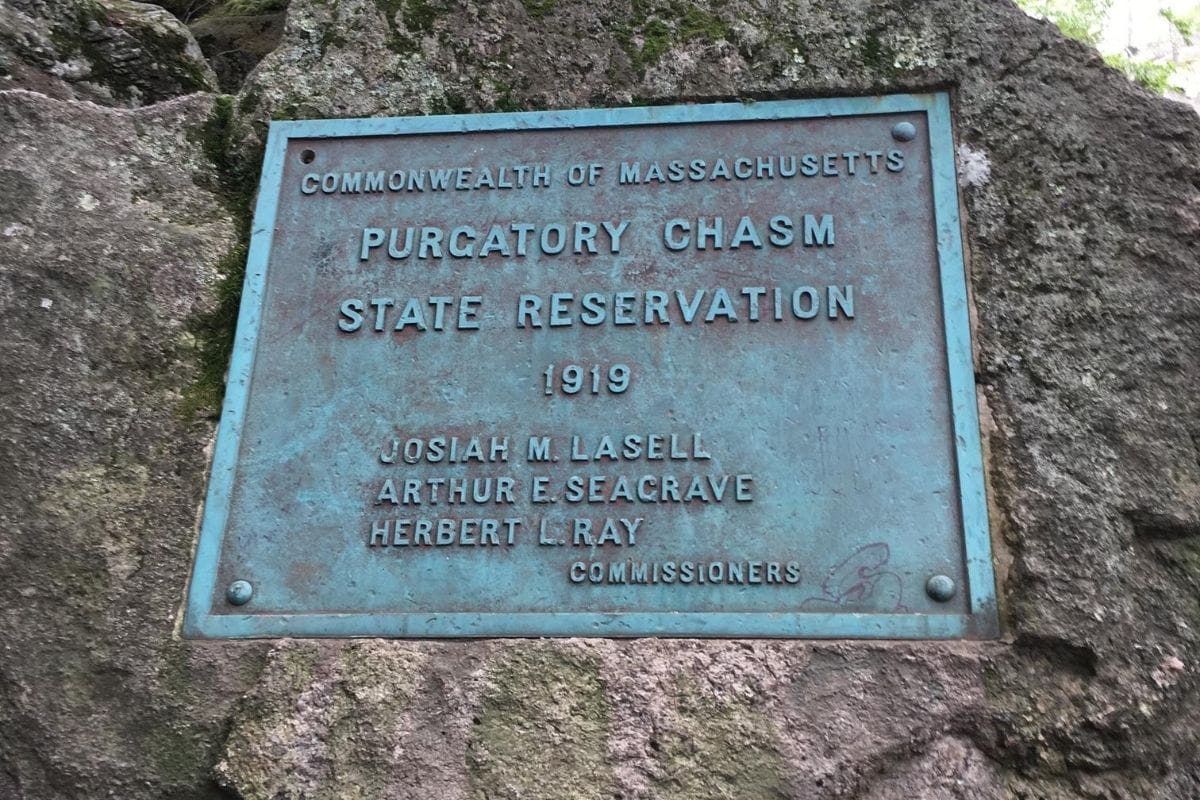 COMMONWEALTH OF MASSACHUSETTS
PURGATORY CHASM
STATE RESERVATION
1919
JOSIAH M. LASELL
ARTHUR E. SEAGRAVE
HERBERT L. RAY
COMMISSIONERS